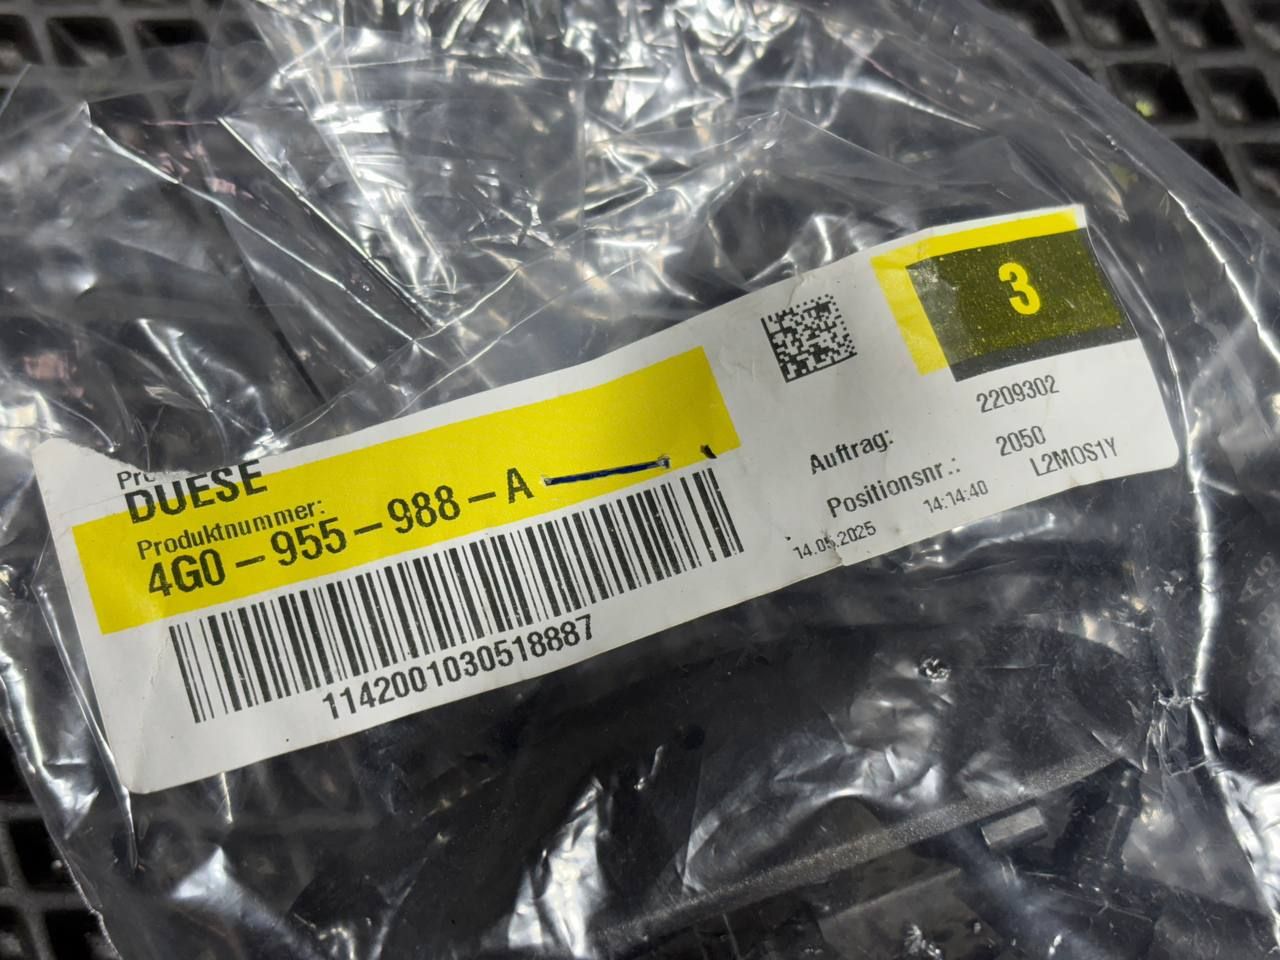 DUESE
Produktnummer:
4G0-955-988-A
1142001030518887
3
2209302
Auftrag: 2050
Positionsnr.: L2MOS1Y
14.05.2025 14:14:40